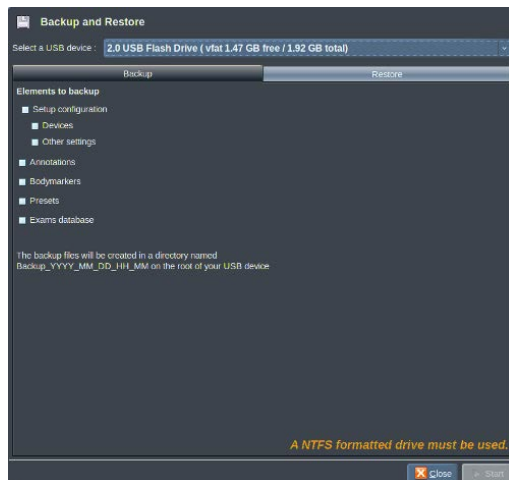 Backup and Restore
Select a USB device : 2.0 USB Flash Drive ( vfat 1.47 GB free / 1.92 GB total)
Backup Restore
Elements to backup
Setup configuration
Devices
Other settings
Annotations
Bodymarkers
Presets
Exams database
The backup files will be created in a directory named
Backup_YYYY_MM_DD_HH_MM on the root of your USB device
A NTFS formatted drive must be used.
Close Start